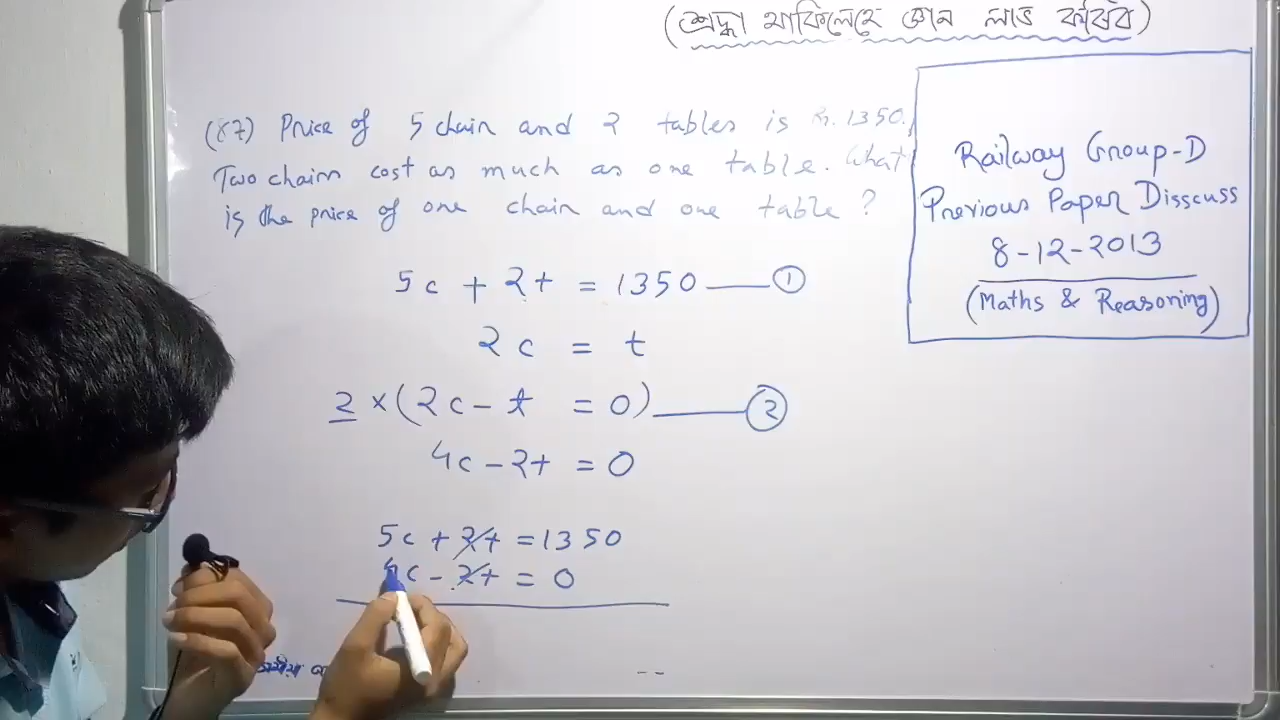 (শ্ৰদ্ধা থাকিলেহে জ্ঞান লাভ কৰিব)
(87) Price of 5 chair and 2 tables is Rs. 1350.
Two chairs cost as much as one table. What
is the price of one chair and one table ?
5c + 2t = 1350 —— ①
2c = t
2 × (2c - t = 0) —— ②
4c - 2t = 0
5c + 2t = 1350
4c - 2t = 0
Railway Group-D
Previous Paper Disscuss
8-12-2013
(Maths & Reasoning)